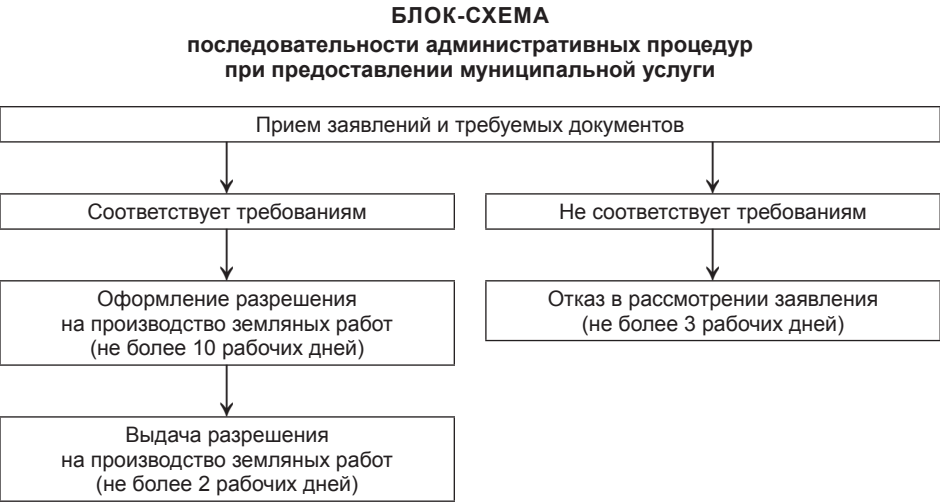 БЛОК-СХЕМА
последовательности административных процедур
при предоставлении муниципальной услуги
Прием заявлений и требуемых документов
Соответствует требованиям
Не соответствует требованиям
Оформление разрешения
на производство земляных работ
(не более 10 рабочих дней)
Отказ в рассмотрении заявления
(не более 3 рабочих дней)
Выдача разрешения
на производство земляных работ
(не более 2 рабочих дней)